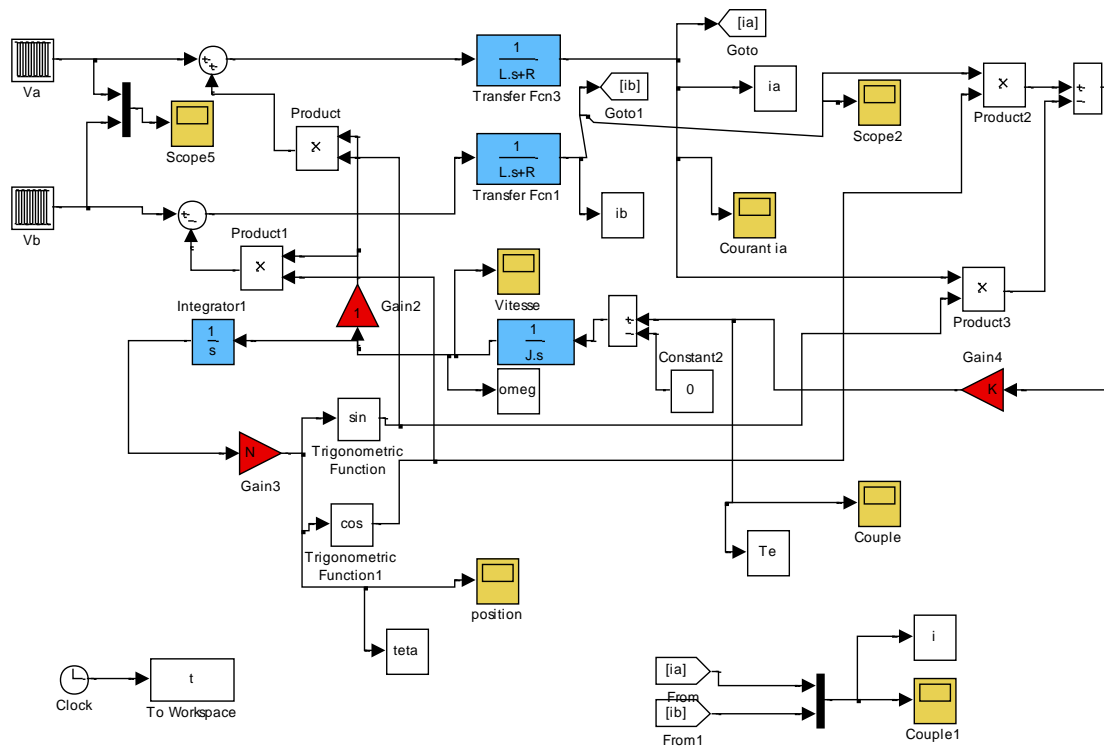 [ia]
Goto
Va
1
L.s+R
Transfer Fcn3
[ib]
Goto1
ia
Scope2
×
Product2
Scope5
Product
×
1
L.s+R
Transfer Fcn1
ib
Courant ia
Vb
Product1
×
Vitesse
×
Product3
Integrator1
1
s
1
Gain2
1
J.s
Constant2
0
Gain4
K
omeg
sin
Trigonometric
Function
N
Gain3
cos
Trigonometric
Function1
Couple
Te
position
teta
i
Clock
t
To Workspace
[ia]
From
[ib]
From1
Couple1